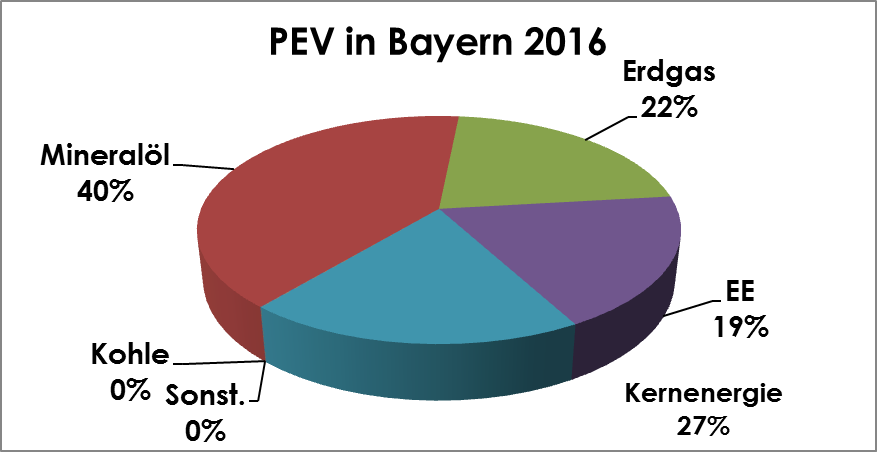 PEV in Bayern 2016
Erdgas
22%
Mineralöl
40%
EE
19%
Kohle
0%
Sonst.
0%
Kernenergie
27%